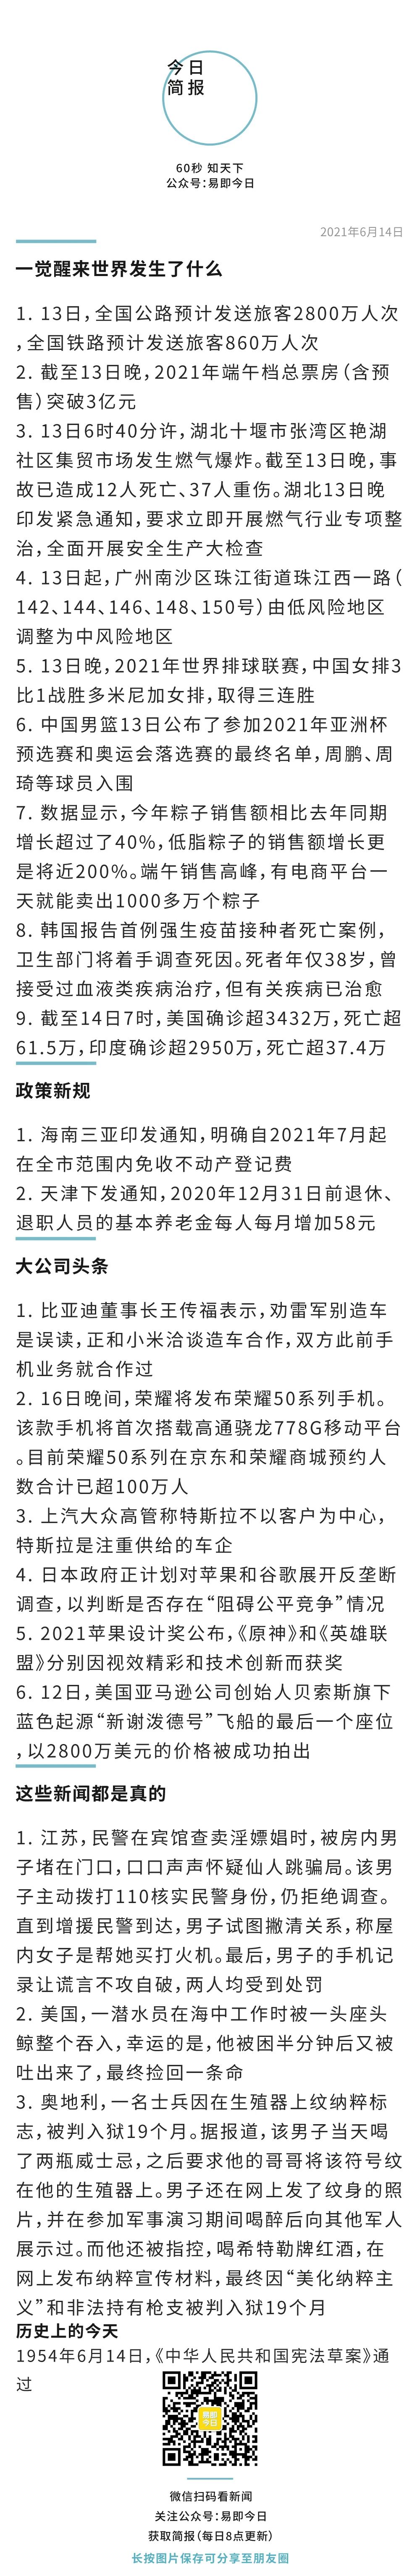 今日
简报
60秒 知天下
公众号：易即今日
2021年6月14日
一觉醒来世界发生了什么
1. 13日，全国公路预计发送旅客2800万人次
，全国铁路预计发送旅客860万人次
2. 截至13日晚，2021年端午档总票房（含预
售）突破3亿元
3. 13日6时40分许，湖北十堰市张湾区艳湖
社区集贸市场发生燃气爆炸。截至13日晚，事
故已造成12人死亡、37人重伤。湖北13日晚
印发紧急通知，要求立即开展燃气行业专项整
治，全面开展安全生产大检查
4. 13日起，广州南沙区珠江街道珠江西一路（
142、144、146、148、150号）由低风险地区
调整为中风险地区
5. 13日晚，2021年世界排球联赛，中国女排3
比1战胜多米尼加女排，取得三连胜
6. 中国男篮13日公布了参加2021年亚洲杯
预选赛和奥运会落选赛的最终名单，周鹏、周
琦等球员入围
7. 数据显示，今年粽子销售额相比去年同期
增长超过了40%，低脂粽子的销售额增长更
是将近200%。端午销售高峰，有电商平台一
天就能卖出1000多万个粽子
8. 韩国报告首例强生疫苗接种者死亡案例，
卫生部门将着手调查死因。死者年仅38岁，曾
接受过血液类疾病治疗，但有关疾病已治愈
9. 截至14日7时，美国确诊超3432万，死亡超
61.5万，印度确诊超2950万，死亡超37.4万
政策新规
1. 海南三亚印发通知，明确自2021年7月起
在全市范围内免收不动产登记费
2. 天津下发通知，2020年12月31日前退休、
退职人员的基本养老金每人每月增加58元
大公司头条
1. 比亚迪董事长王传福表示，劝雷军别造车
是误读，正和小米洽谈造车合作，双方此前手
机业务就合作过
2. 16日晚间，荣耀将发布荣耀50系列手机。
该款手机将首次搭载高通骁龙778G移动平台
。目前荣耀50系列在京东和荣耀商城预约人
数合计已超100万人
3. 上汽大众高管称特斯拉不以客户为中心，
特斯拉是注重供给的车企
4. 日本政府正计划对苹果和谷歌展开反垄断
调查，以判断是否存在“阻碍公平竞争”情况
5. 2021苹果设计奖公布，《原神》和《英雄联
盟》分别因视效精彩和技术创新而获奖
6. 12日，美国亚马逊公司创始人贝索斯旗下
蓝色起源“新谢泼德号”飞船的最后一个座位
，以2800万美元的价格被成功拍出
这些新闻都是真的
1. 江苏，民警在宾馆查卖淫嫖娼时，被房内男
子堵在门口，口口声声怀疑仙人跳骗局。该男
子主动拨打110核实民警身份，仍拒绝调查。
直到增援民警到达，男子试图撇清关系，称屋
内女子是帮她买打火机。最后，男子的手机记
录让谎言不攻自破，两人均受到处罚
2. 美国，一潜水员在海中工作时被一头座头
鲸整个吞入，幸运的是，他被困半分钟后又被
吐出来了，最终捡回一条命
3. 奥地利，一名士兵因在生殖器上纹纳粹标
志，被判入狱19个月。据报道，该男子当天喝
了两瓶威士忌，之后要求他的哥哥将该符号纹
在他的生殖器上。男子还在网上发了纹身的照
片，并在参加军事演习期间喝醉后向其他军人
展示过。而他还被指控，喝希特勒牌红酒，在
网上发布纳粹宣传材料，最终因“美化纳粹主
义”和非法持有枪支被判入狱19个月
历史上的今天
1954年6月14日，《中华人民共和国宪法草案》通
过
易即
今日
微信扫码看新闻
关注公众号：易即今日
获取简报（每日8点更新）
长按图片保存可分享至朋友圈